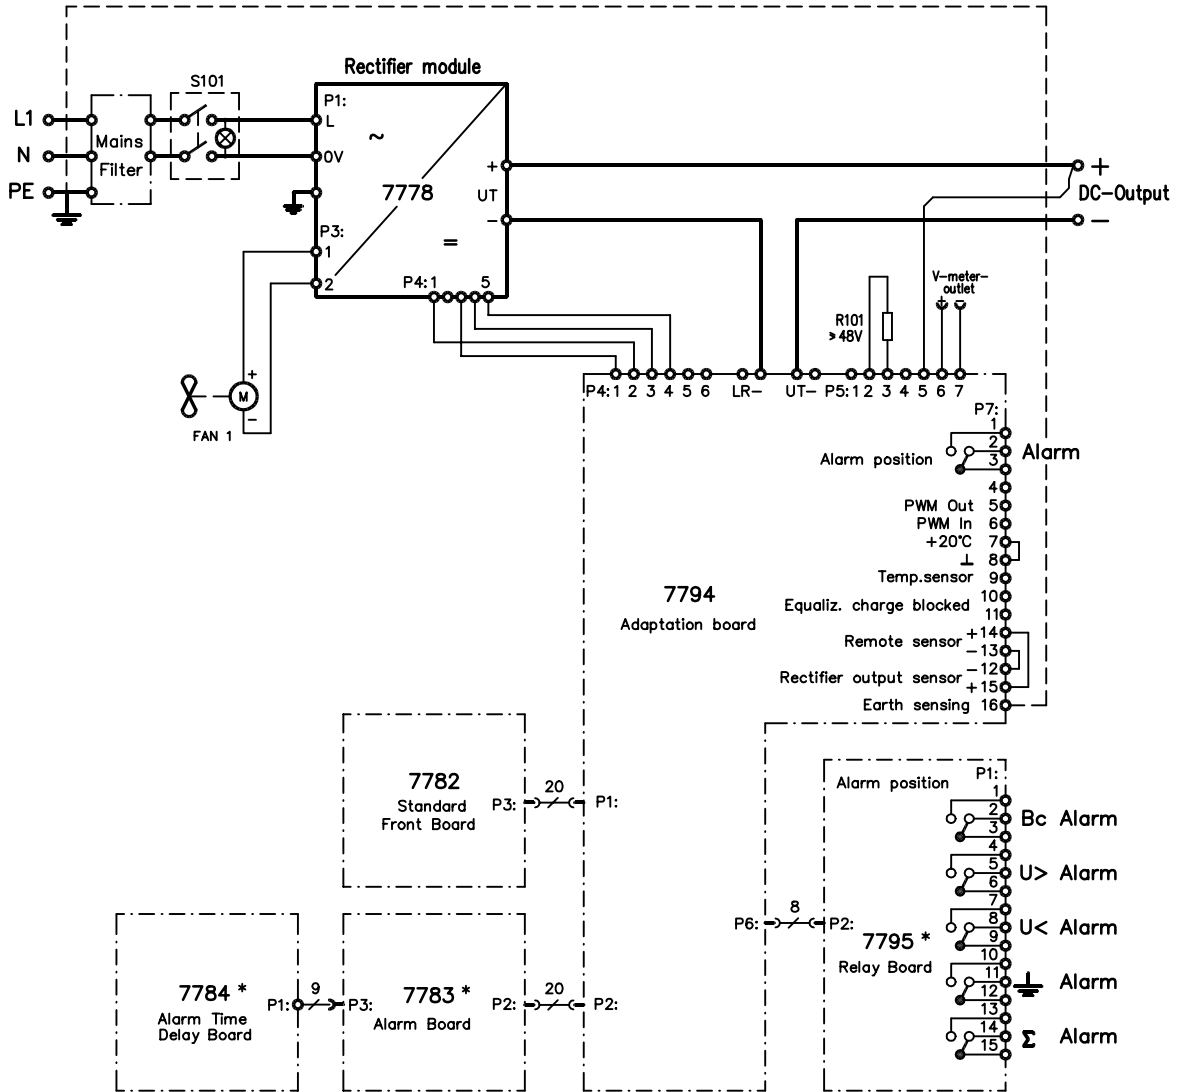 Rectifier module
S101
P1:
L1
L
Mains
~
N
Filter
0V
+
+
PE
7778
UT
DC-Output
P3:
-
-
1
=
2
P4: 1 5
V-meter-
outlet
+ -
R101
>48V
+
M
-
FAN 1
P4: 1 2 3 4 5 6 LR- UT- P5: 1 2 3 4 5 6 7
P7:
1
2
Alarm
Alarm position
3
4
PWM Out 5
PWM In 6
+20°C 7
⊥ 8
Temp.sensor 9
7794
10
Equaliz. charge blocked
Adaptation board
11
+14
Remote sensor
-13
-12
Rectifier output sensor
+15
Earth sensing 16
7782
Standard
Front Board
P3:
20
P1:
P1:
Alarm position
1
2
Bc Alarm
3
4
5
U> Alarm
6
7
8
U< Alarm
9
10
11
Alarm
12
13
14
Σ Alarm
15
P6:
8
P2:
7795 *
Relay Board
7784 *
Alarm Time
Delay Board
P1:
9
P3:
7783 *
Alarm Board
P2:
20
P2: